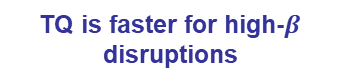 TQ is faster for high-β
disruptions